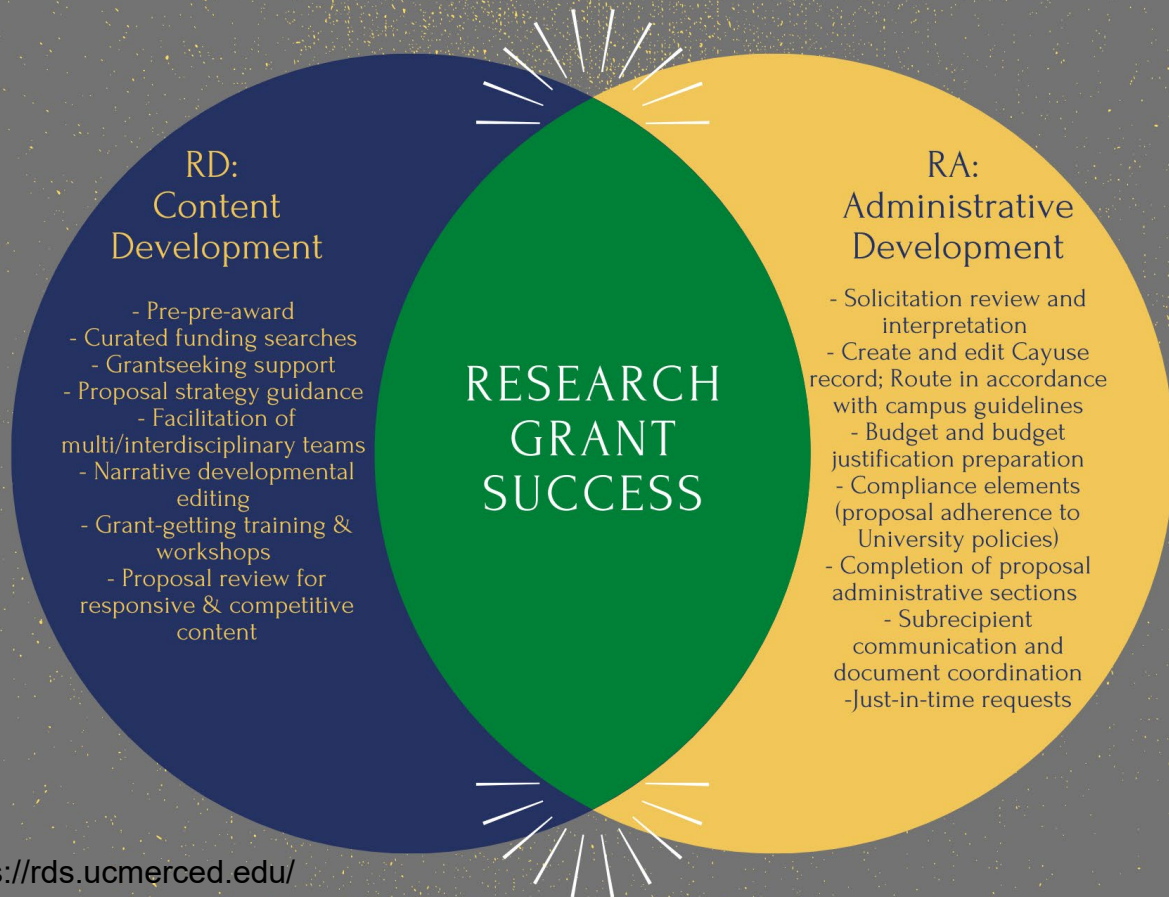 RD:
Content
Development
- Pre-pre-award
- Curated funding searches
- Grantseeking support
- Proposal strategy guidance
- Facilitation of
multi/interdisciplinary teams
- Narrative developmental
editing
- Grant-getting training &
workshops
- Proposal review for
responsive & competitive
content
RESEARCH
GRANT
SUCCESS
RA:
Administrative
Development
- Solicitation review and
interpretation
- Create and edit Cayuse
record; Route in accordance
with campus guidelines
- Budget and budget
justification preparation
- Compliance elements
(proposal adherence to
University policies)
- Completion of proposal
administrative sections
- Subrecipient
communication and
document coordination
-Just-in-time requests
s://rds.ucmerced.edu/